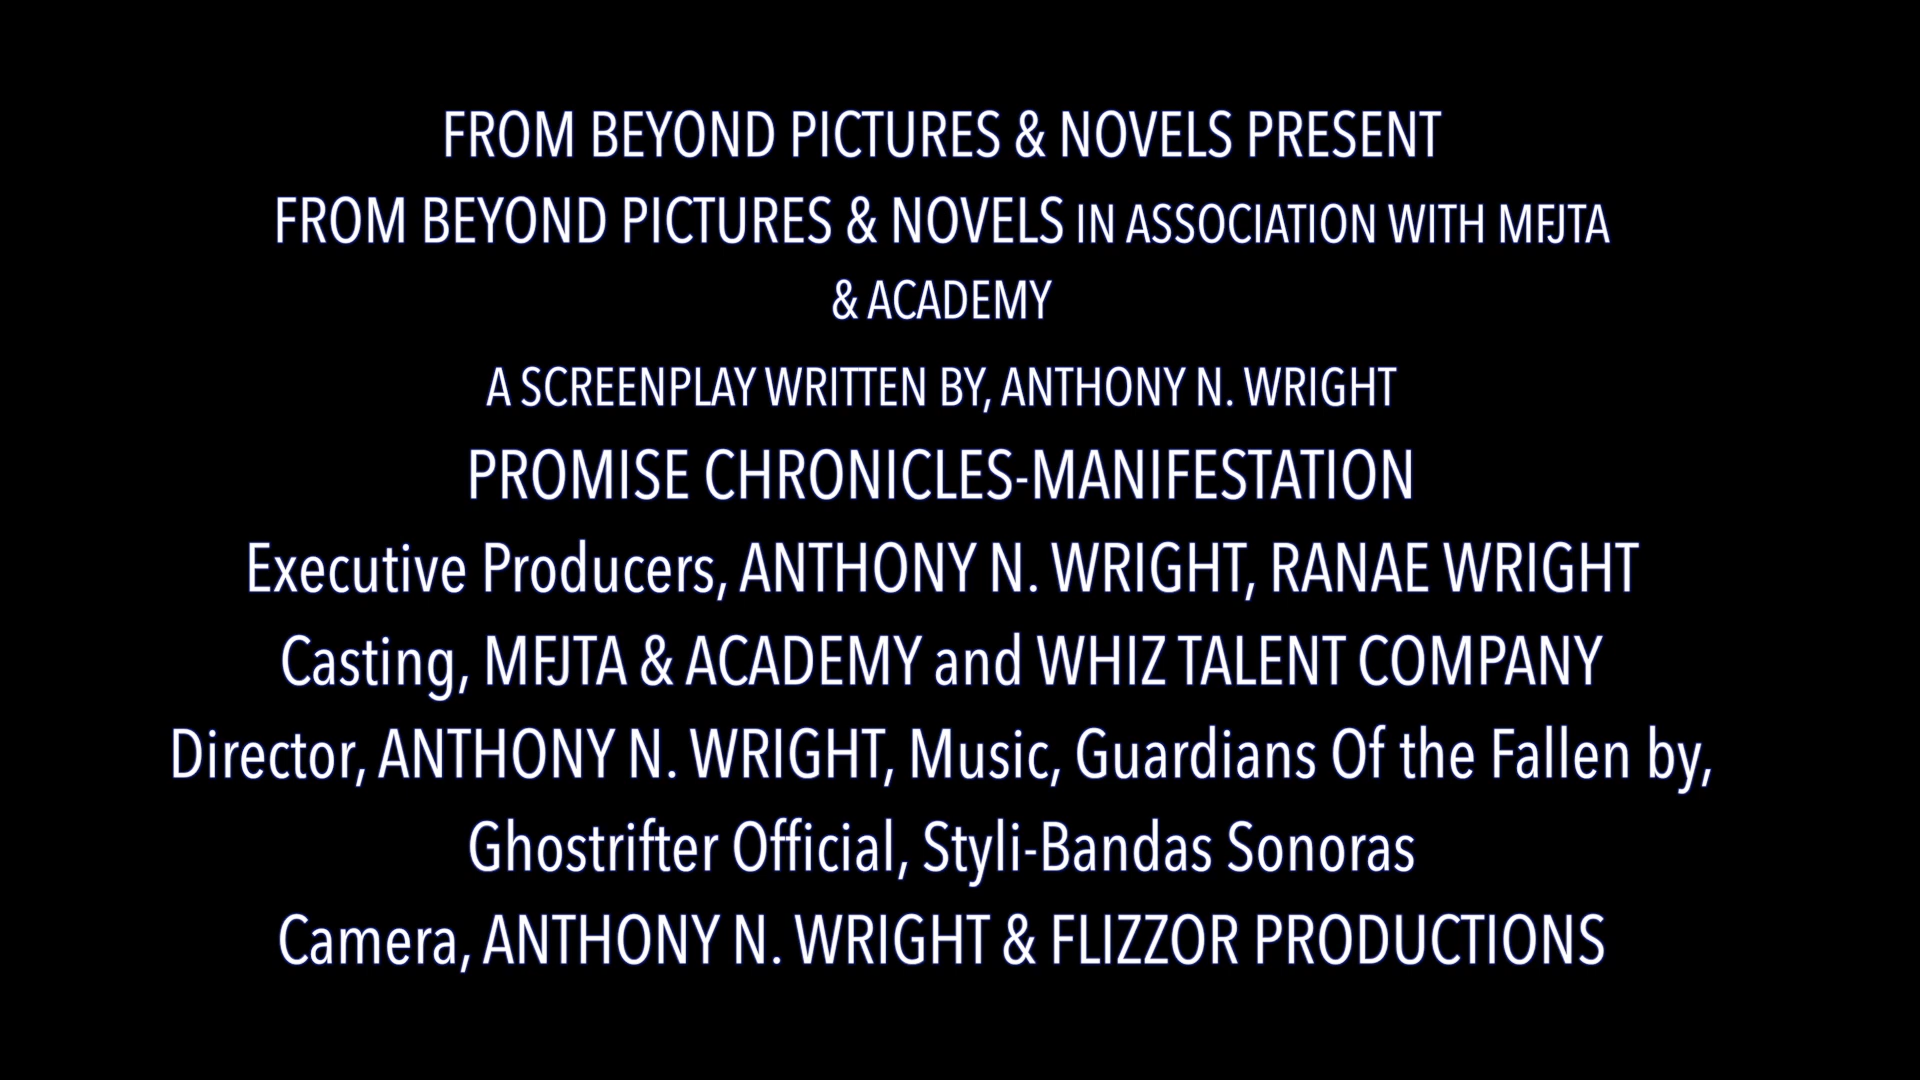 FROM BEYOND PICTURES & NOVELS PRESENT
FROM BEYOND PICTURES & NOVELS IN ASSOCIATION WITH MFJTA
& ACADEMY
A SCREENPLAY WRITTEN BY, ANTHONY N. WRIGHT
PROMISE CHRONICLES-MANIFESTATION
Executive Producers, ANTHONY N. WRIGHT, RANAE WRIGHT
Casting, MFJTA & ACADEMY and WHIZ TALENT COMPANY
Director, ANTHONY N. WRIGHT, Music, Guardians Of the Fallen by,
Ghostrifter Official, Styli-Bandas Sonoras
Camera, ANTHONY N. WRIGHT & FLIZZOR PRODUCTIONS